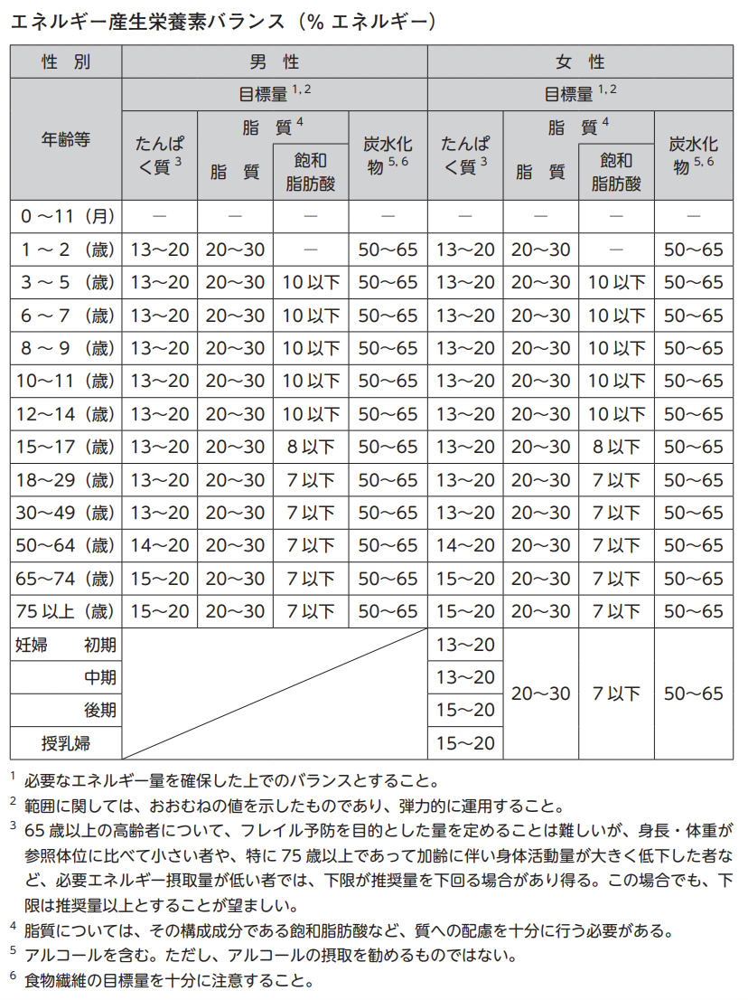 エネルギー産生栄養素バランス（% エネルギー）
性　別　男　性　女　性
年齢等　目標量 1, 2　目標量 1, 2
たんぱく質 3　脂　質 4　炭水化物 5, 6　たんぱく質 3　脂　質 4　炭水化物 5, 6
脂　質　飽和脂肪酸　脂　質　飽和脂肪酸
0 ～11（月）　―　―　―　―　―　―　―　―
1 ～ 2（歳）　13～20　20～30　―　50～65　13～20　20～30　―　50～65
3 ～ 5（歳）　13～20　20～30　10 以下　50～65　13～20　20～30　10 以下　50～65
6 ～ 7（歳）　13～20　20～30　10 以下　50～65　13～20　20～30　10 以下　50～65
8 ～ 9（歳）　13～20　20～30　10 以下　50～65　13～20　20～30　10 以下　50～65
10～11（歳）　13～20　20～30　10 以下　50～65　13～20　20～30　10 以下　50～65
12～14（歳）　13～20　20～30　10 以下　50～65　13～20　20～30　10 以下　50～65
15～17（歳）　13～20　20～30　8 以下　50～65　13～20　20～30　8 以下　50～65
18～29（歳）　13～20　20～30　7 以下　50～65　13～20　20～30　7 以下　50～65
30～49（歳）　13～20　20～30　7 以下　50～65　13～20　20～30　7 以下　50～65
50～64（歳）　14～20　20～30　7 以下　50～65　14～20　20～30　7 以下　50～65
65～74（歳）　15～20　20～30　7 以下　50～65　15～20　20～30　7 以下　50～65
75 以上（歳）　15～20　20～30　7 以下　50～65　15～20　20～30　7 以下　50～65
妊婦　初期　13～20
中期　13～20
20～30　7 以下　50～65
後期　15～20
授乳婦　15～20
1 必要なエネルギー量を確保した上でのバランスとすること。
2 範囲に関しては、おおむねの値を示したものであり、弾力的に運用すること。
3 65 歳以上の高齢者について、フレイル予防を目的とした量を定めることは難しいが、身長・体重が
参照体位に比べて小さい者や、特に 75 歳以上であって加齢に伴い身体活動量が大きく低下した者な
ど、必要エネルギー摂取量が低い者では、下限が推奨量を下回る場合があり得る。この場合でも、下
限は推奨量以上とすることが望ましい。
4 脂質については、その構成成分である飽和脂肪酸など、質への配慮を十分に行う必要がある。
5 アルコールを含む。ただし、アルコールの摂取を勧めるものではない。
6 食物繊維の目標量を十分に注意すること。